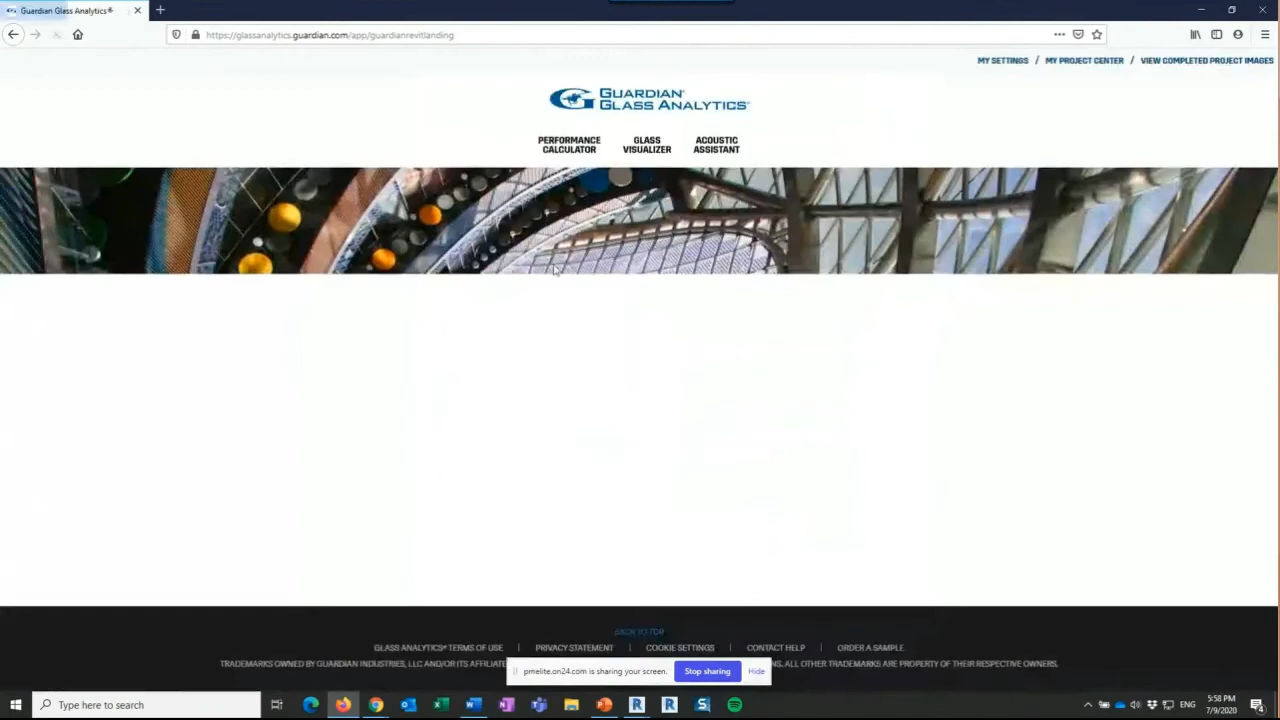 Guardian Glass Analytics®
https://glassanalytics.guardian.com/app/guardianrevitlanding
MY SETTINGS / MY PROJECT CENTER / VIEW COMPLETED PROJECT IMAGES
GUARDIAN®
GLASS ANALYTICS®
PERFORMANCE CALCULATOR
GLASS VISUALIZER
ACOUSTIC ASSISTANT
BACK TO TOP
GLASS ANALYTICS® TERMS OF USE | PRIVACY STATEMENT | COOKIE SETTINGS | CONTACT HELP | ORDER A SAMPLE
TRADEMARKS OWNED BY GUARDIAN INDUSTRIES, LLC AND/OR ITS AFFILIATE
ALL OTHER TRADEMARKS ARE PROPERTY OF THEIR RESPECTIVE OWNERS.
pmelite.on24.com is sharing your screen.
Stop sharing
Hide
Type here to search
ENG
5:58 PM
7/9/2020